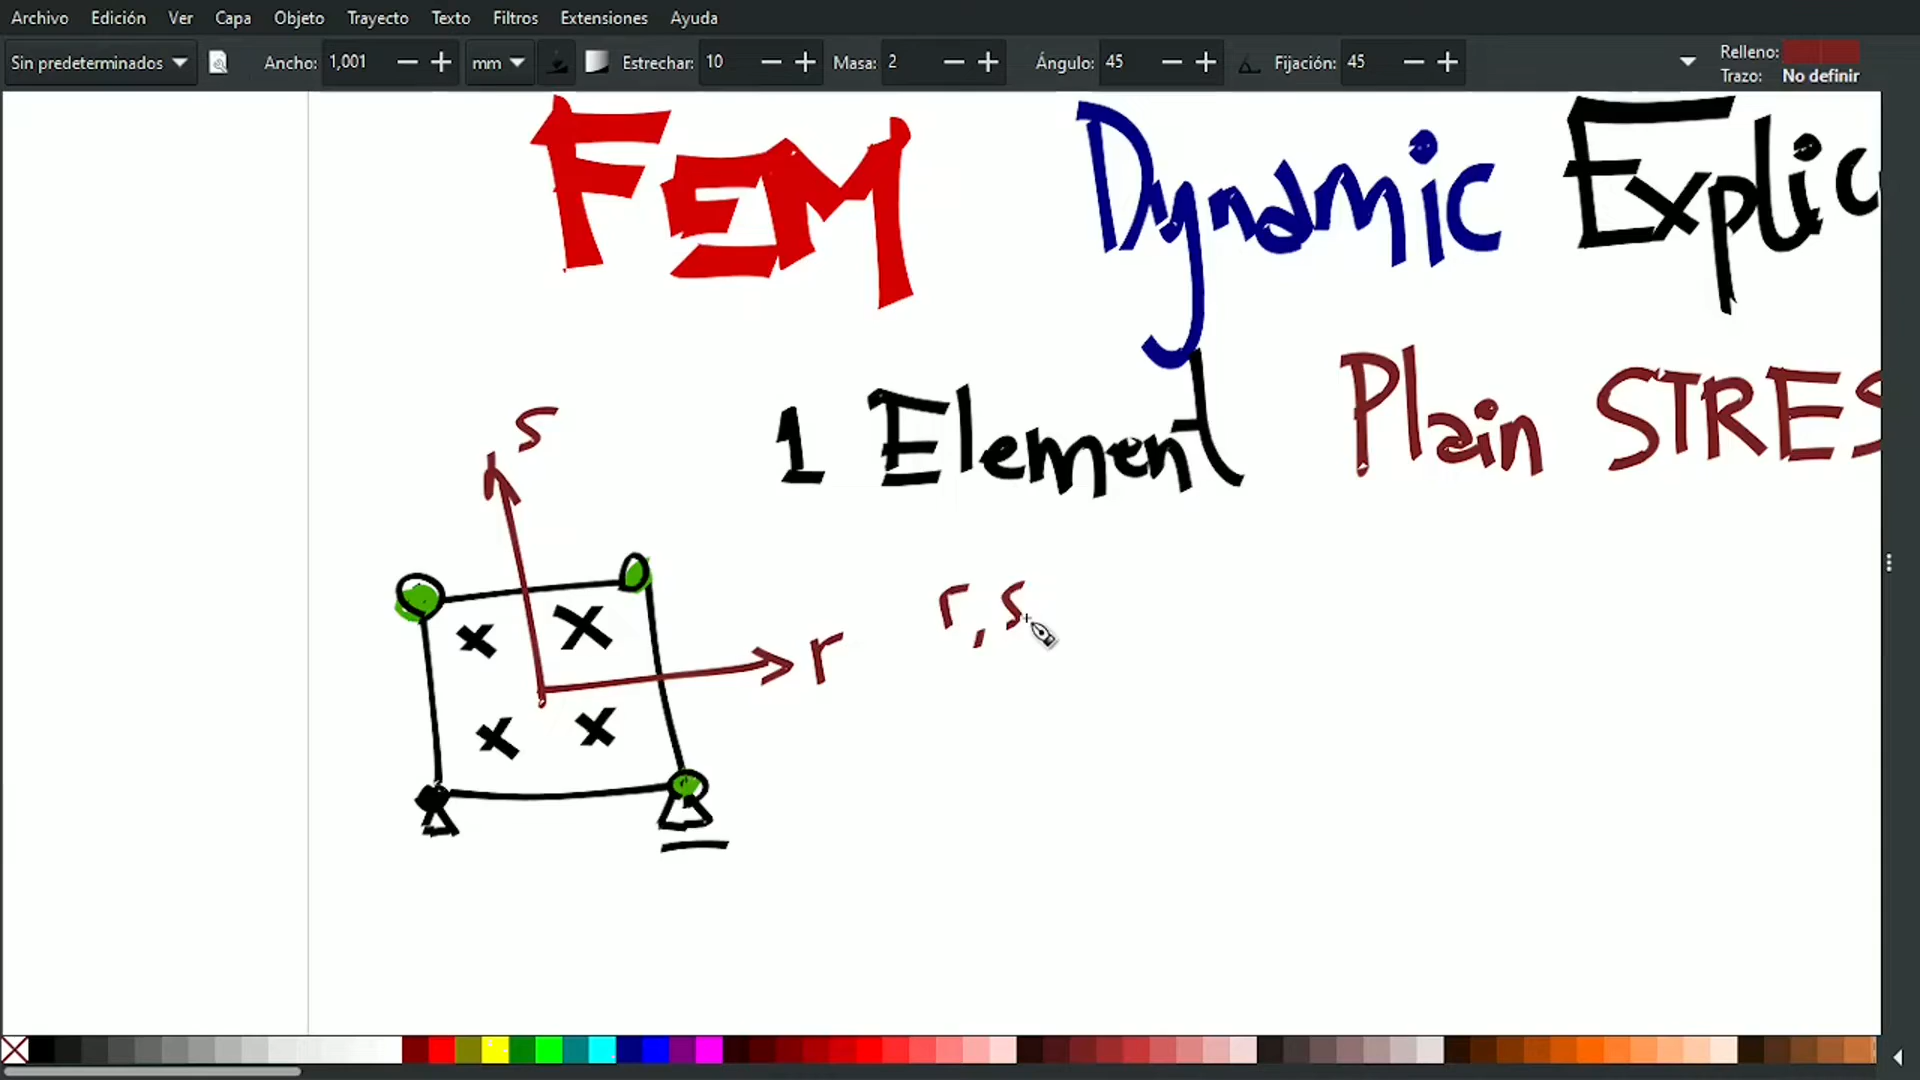 Archivo Edición Ver Capa Objeto Trayecto Texto Filtros Extensiones Ayuda
Sin predeterminados Ancho: 1,001 mm Estrechar: 10 Masa: 2 Ángulo: 45 Fijación: 45 Relleno:
Trazo: No definir
FEM Dynamic Explic
1 Element Plain STRES
s
r, s
r